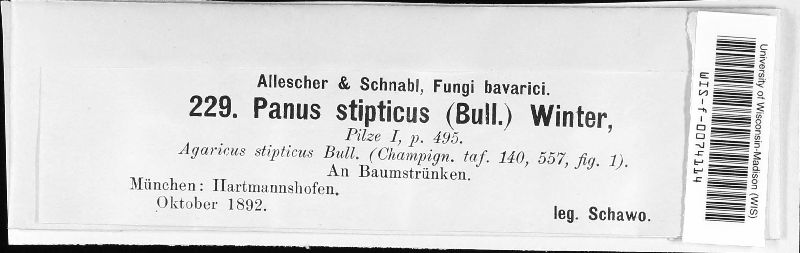 Allescher & Schnabl, Fungi bavarici.
229. Panus stipticus (Bull.) Winter,
Pilze I, p. 495.
Agaricus stipticus Bull. (Champign. taf. 140, 557, fig. 1).
An Baumstrünken.
München: Hartmannshofen.
Oktober 1892.
leg. Schawo.
WIS-f-0074114
University of Wisconsin-Madison (WIS)